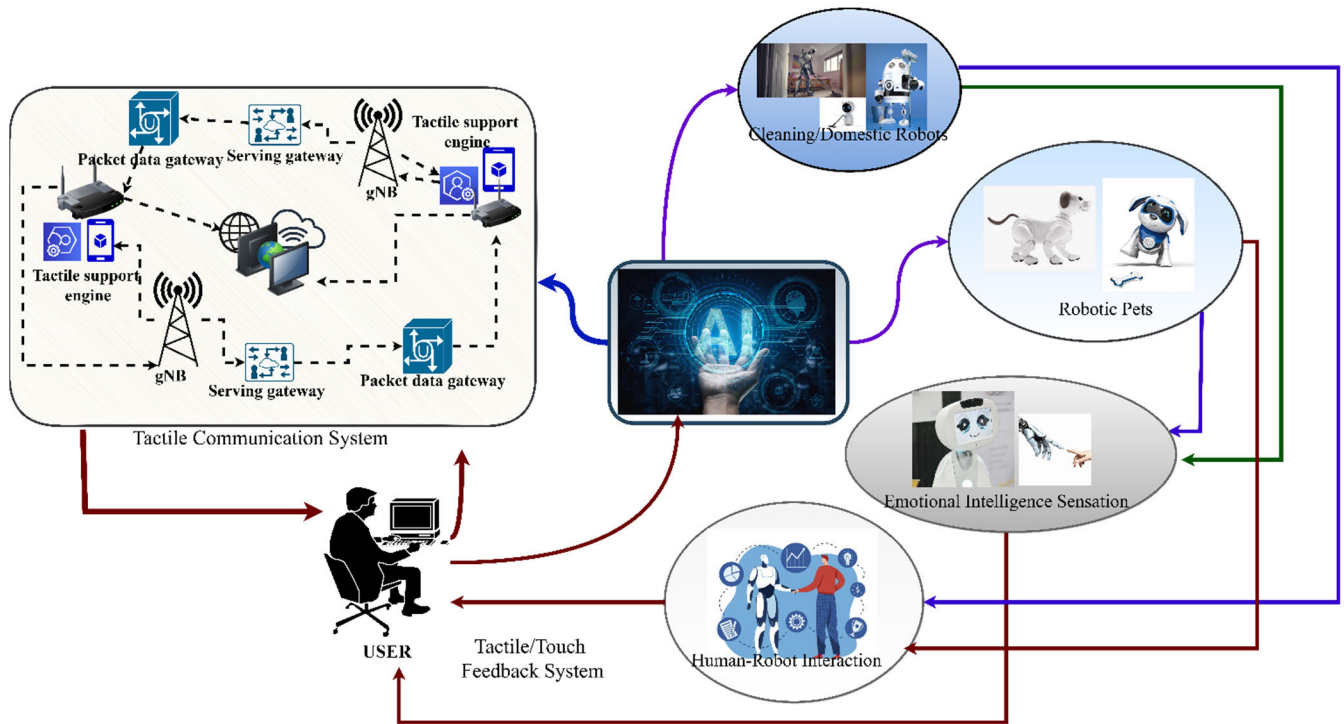 Cleaning/Domestic Robots
Tactile support
engine
Packet data gateway
Serving gateway
gNB
Tactile support
engine
gNB
Serving gateway
Packet data gateway
Tactile Communication System
AI
Robotic Pets
Emotional Intelligence Sensation
Human-Robot Interaction
USER
Tactile/Touch
Feedback System